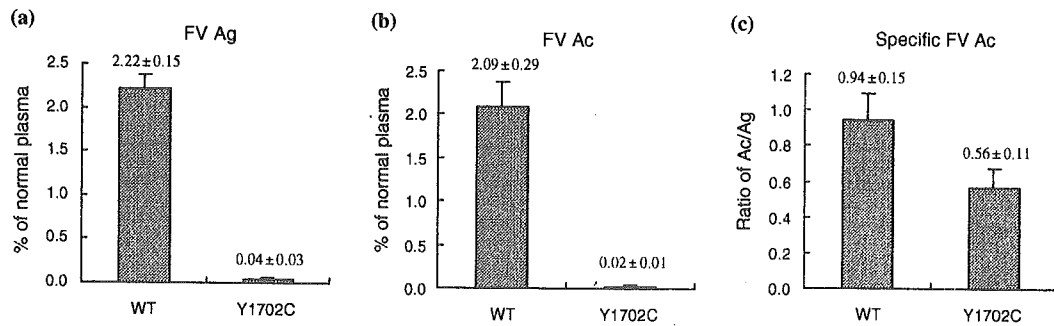 (a)
FV Ag
% of normal plasma
2.5
2.0
1.5
1.0
0.5
0.0
2.22±0.15
0.04±0.03
WT
Y1702C
(b)
FV Ac
% of normal plasma
2.5
2.0
1.5
1.0
0.5
0.0
2.09±0.29
0.02±0.01
WT
Y1702C
(c)
Specific FV Ac
Ratio of Ac/Ag
1.2
1.0
0.8
0.6
0.4
0.2
0.0
0.94±0.15
0.56±0.11
WT
Y1702C